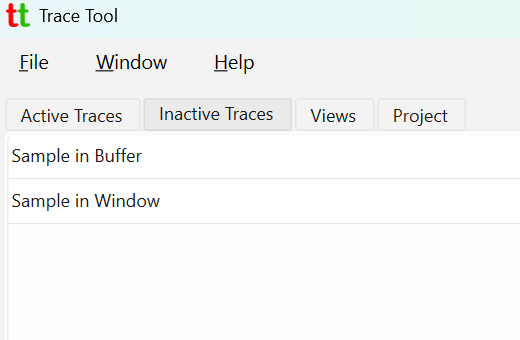 tt Trace Tool
File Window Help
Active Traces Inactive Traces Views Project
Sample in Buffer
Sample in Window